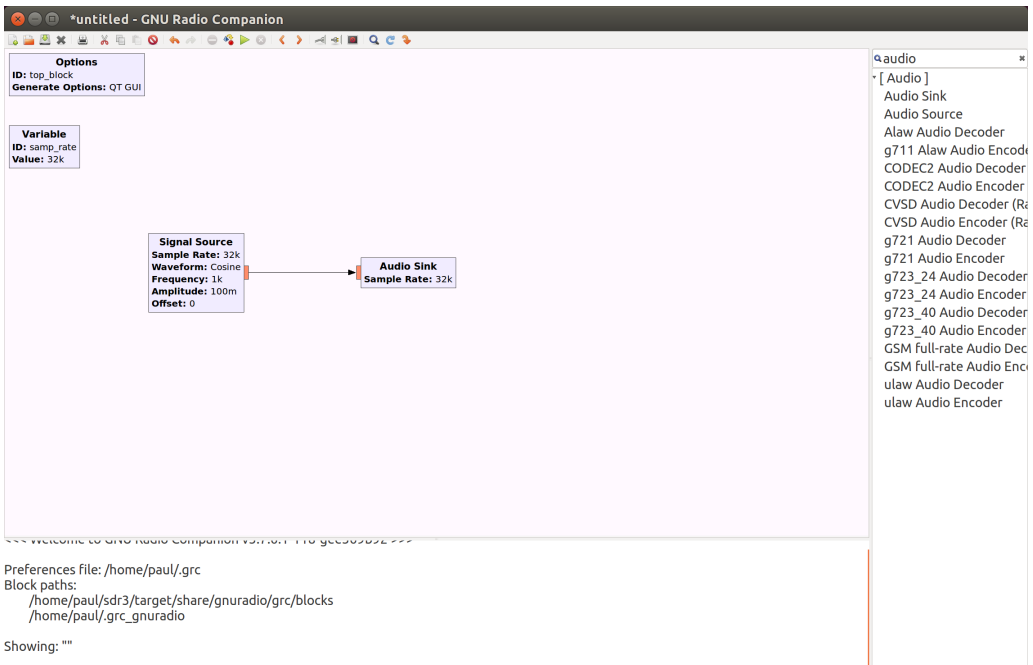 *untitled - GNU Radio Companion
Options
ID: top_block
Generate Options: QT GUI
Variable
ID: samp_rate
Value: 32k
Signal Source
Sample Rate: 32k
Waveform: Cosine
Frequency: 1k
Amplitude: 100m
Offset: 0
Audio Sink
Sample Rate: 32k
audio
[ Audio ]
Audio Sink
Audio Source
Alaw Audio Decoder
g711 Alaw Audio Encode
CODEC2 Audio Decoder
CODEC2 Audio Encoder
CVSD Audio Decoder (Ra
CVSD Audio Encoder (Ra
g721 Audio Decoder
g721 Audio Encoder
g723_24 Audio Decoder
g723_24 Audio Encoder
g723_40 Audio Decoder
g723_40 Audio Encoder
GSM full-rate Audio Dec
GSM full-rate Audio Enc
ulaw Audio Decoder
ulaw Audio Encoder
<<< Welcome to GNU Radio Companion >>>
Preferences file: /home/paul/.grc
Block paths:
/home/paul/sdr3/target/share/gnuradio/grc/blocks
/home/paul/.grc_gnuradio
Showing: ""